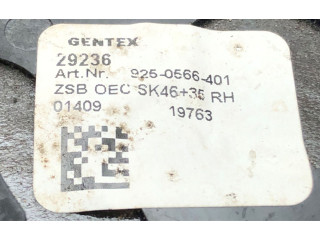 GENTEX
29236
Art.Nr. 925-0566-401
ZSB OEC SK46+35 RH
01409 19763